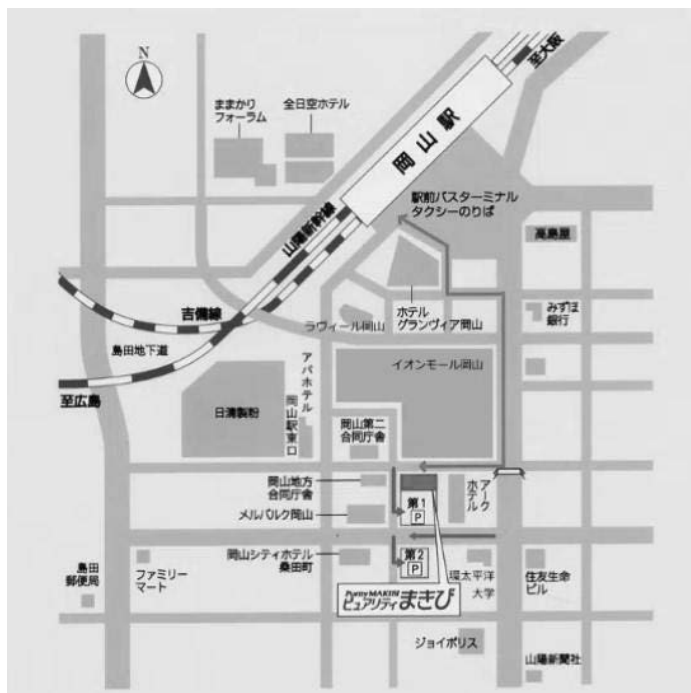 N
至大阪
ままかり
フォーラム
全日空ホテル
岡山駅
駅前バスターミナル
タクシーのりば
山陽新幹線
高島屋
吉備線
ホテル
グランヴィア岡山
みずほ
銀行
ラヴィール岡山
島田地下道
イオンモール岡山
至広島
アパホテル
岡山駅東口
日清製粉
岡山第二
合同庁舎
岡山地方
合同庁舎
第1
P
アーク
ホテル
メルパルク岡山
岡山シティホテル
桑田町
第2
P
島田
郵便局
ファミリー
マート
環太平洋
大学
住友生命
ビル
Purity MAKIBI
ピュアリティまきび
ジョイポリス
山陽新聞社